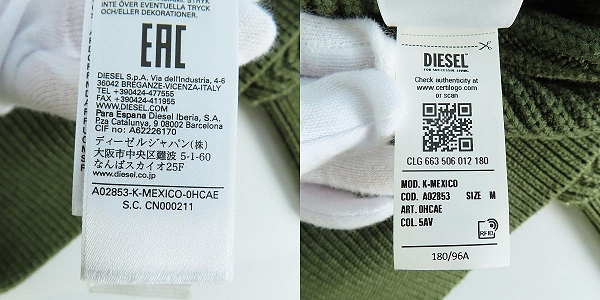 INTE ÖVER EVENTUELLA TRYCK
OCH/ELLER DEKORATIONER.
EAC
DIESEL S.p.A. Via dell'Industria, 4-6
36042 BREGANZE-VICENZA-ITALY
TEL +390424-477555
FAX +390424-411955
WWW.DIESEL.COM
Para Espana Diesel Iberia, S.A.
Pza Catalunya, 9 08002 Barcelona
CIF no: A62226170
ディーゼルジャパン(株)
大阪市中央区難波 5-1-60
なんばスカイオ25F
www.diesel.co.jp
A02853-K-MEXICO-0HCAE
S.C. CN000211
DIESEL
FOR SUCCESSFUL LIVING
Check authenticity at
www.certilogo.com
or scan
CLG 663 506 012 180
MOD. K-MEXICO
COD. A02853 SIZE M
ART. 0HCAE
COL. 5AV
RFID
180/96A